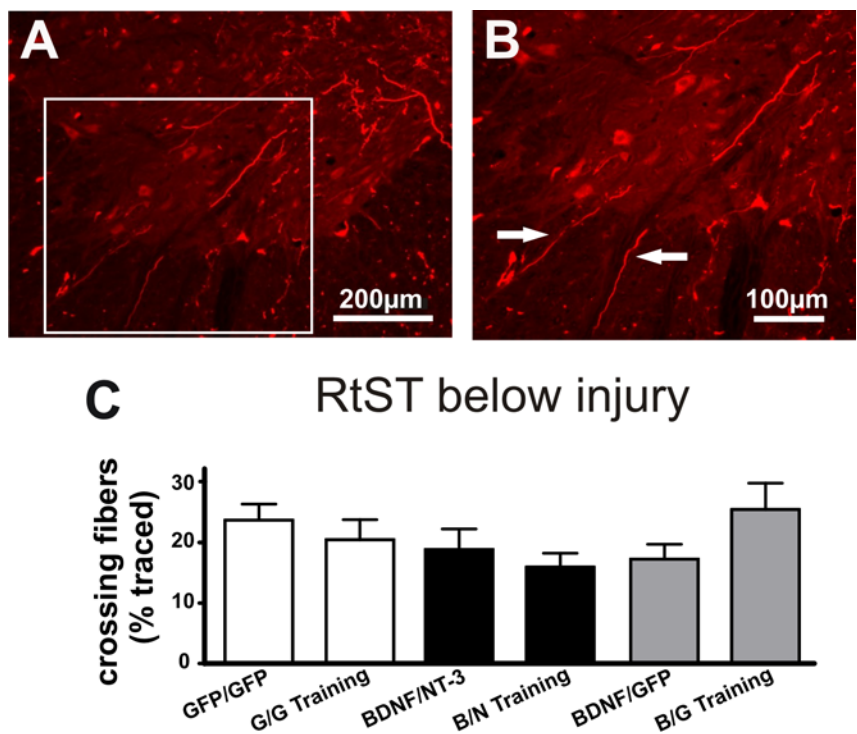 A
B
200µm
100µm
C
RtST below injury
crossing fibers
(% traced)
30
20
10
0
GFP/GFP
G/G Training
BDNF/NT-3
B/N Training
BDNF/GFP
B/G Training